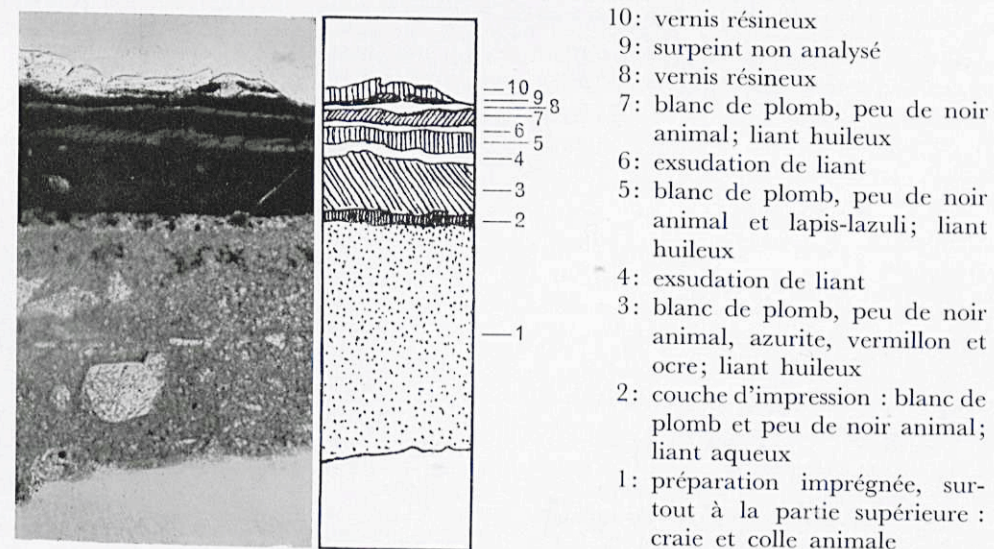 10
9
8
7
6
5
4
3
2
1
10: vernis résineux
9: surpeint non analysé
8: vernis résineux
7: blanc de plomb, peu de noir
animal; liant huileux
6: exsudation de liant
5: blanc de plomb, peu de noir
animal et lapis-lazuli; liant
huileux
4: exsudation de liant
3: blanc de plomb, peu de noir
animal, azurite, vermillon et
ocre; liant huileux
2: couche d'impression : blanc de
plomb et peu de noir animal;
liant aqueux
1: préparation imprégnée, sur-
tout à la partie supérieure :
craie et colle animale